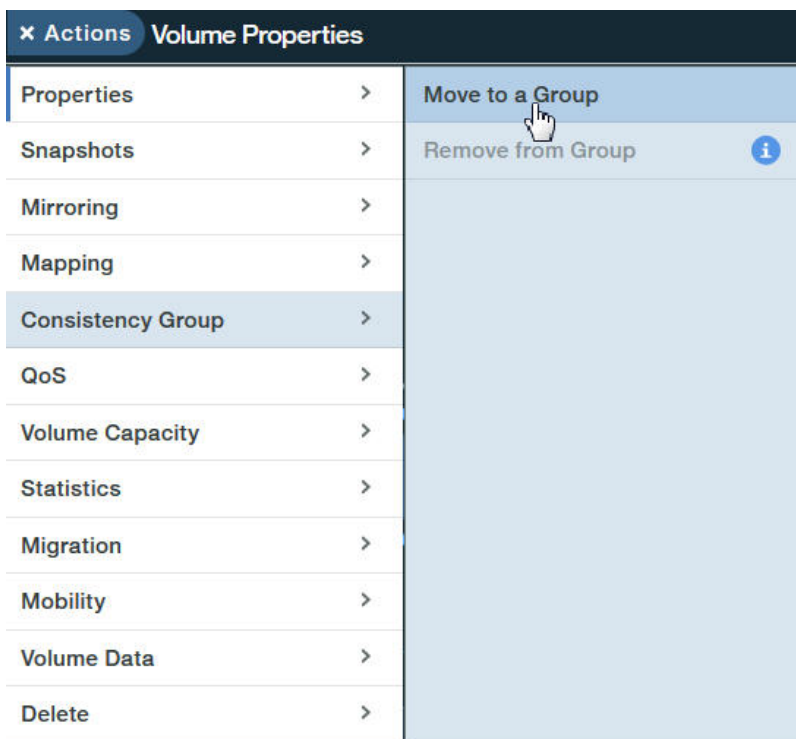 × Actions Volume Properties
Properties >
Move to a Group
Snapshots >
Remove from Group i
Mirroring >
Mapping >
Consistency Group >
QoS >
Volume Capacity >
Statistics >
Migration >
Mobility >
Volume Data >
Delete >